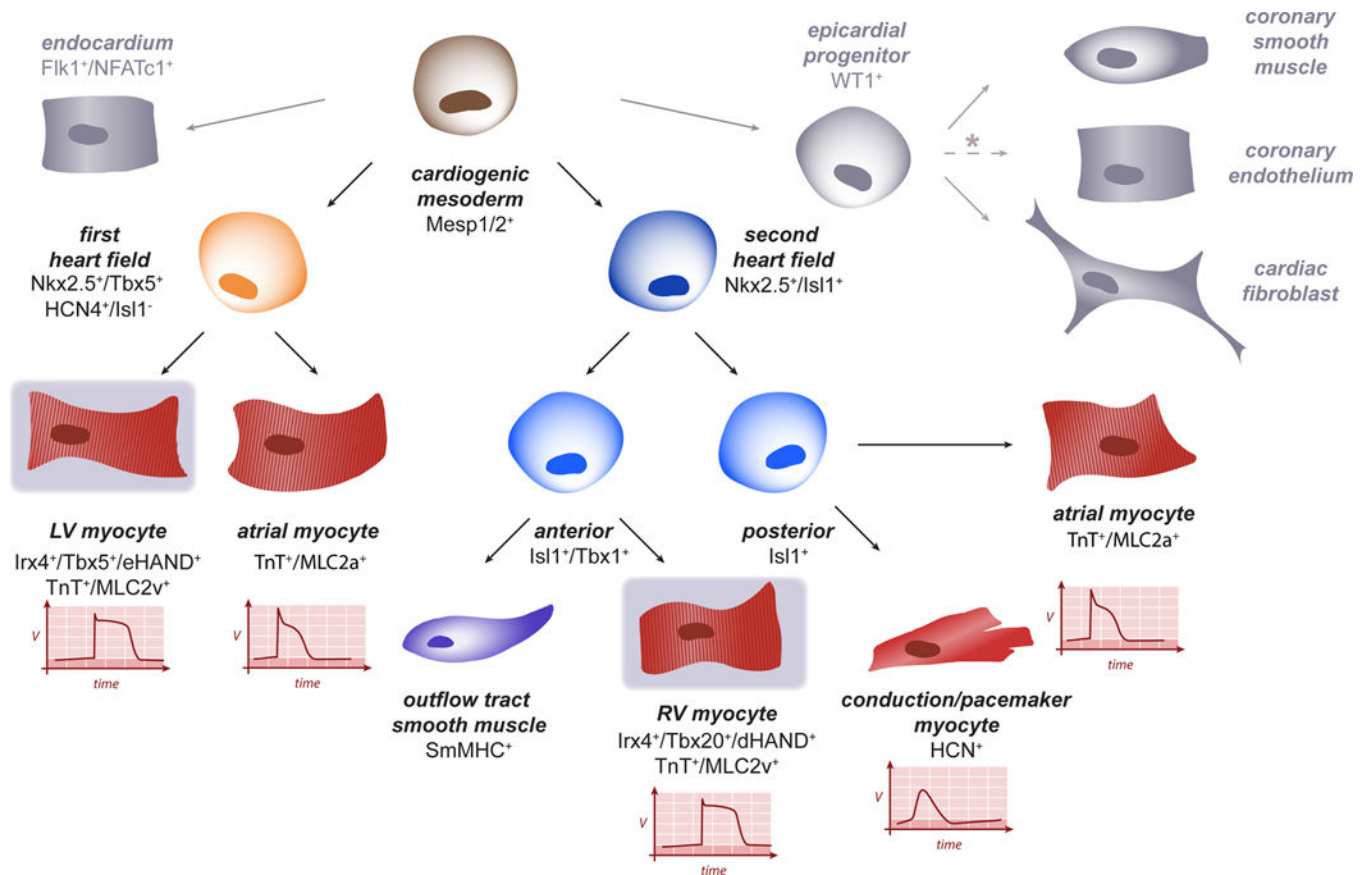 endocardium
Flk1⁺/NFATc1⁺
epicardial
progenitor
WT1⁺
coronary
smooth
muscle
*
coronary
endothelium
cardiac
fibroblast
cardiogenic
mesoderm
Mesp1/2⁺
first
heart field
Nkx2.5⁺/Tbx5⁺
HCN4⁺/Isl1⁻
second
heart field
Nkx2.5⁺/Isl1⁺
LV myocyte
Irx4⁺/Tbx5⁺/eHAND⁺
TnT⁺/MLC2v⁺
V
time
atrial myocyte
TnT⁺/MLC2a⁺
V
time
anterior
Isl1⁺/Tbx1⁺
posterior
Isl1⁺
atrial myocyte
TnT⁺/MLC2a⁺
V
time
outflow tract
smooth muscle
SmMHC⁺
RV myocyte
Irx4⁺/Tbx20⁺/dHAND⁺
TnT⁺/MLC2v⁺
V
time
conduction/pacemaker
myocyte
HCN⁺
V
time